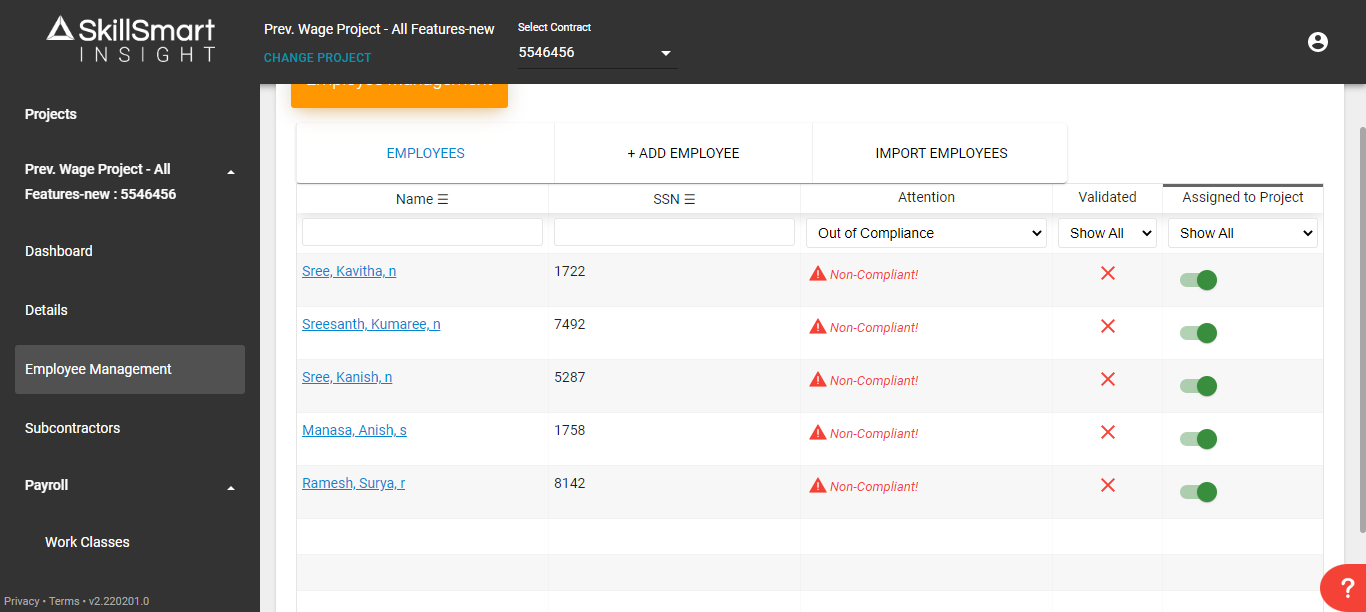 SkillSmart
INSIGHT
Prev. Wage Project - All Features-new
CHANGE PROJECT
Select Contract
5546456
Projects
Prev. Wage Project - All
Features-new : 5546456
Dashboard
Details
Employee Management
Subcontractors
Payroll
Work Classes
Privacy • Terms • v2.220201.0
Employee Management
EMPLOYEES
+ ADD EMPLOYEE
IMPORT EMPLOYEES
Name ☰ SSN ☰ Attention Validated Assigned to Project
Out of Compliance Show All Show All
Sree, Kavitha, n 1722 Non-Compliant!
Sreesanth, Kumaree, n 7492 Non-Compliant!
Sree, Kanish, n 5287 Non-Compliant!
Manasa, Anish, s 1758 Non-Compliant!
Ramesh, Surya, r 8142 Non-Compliant!
?